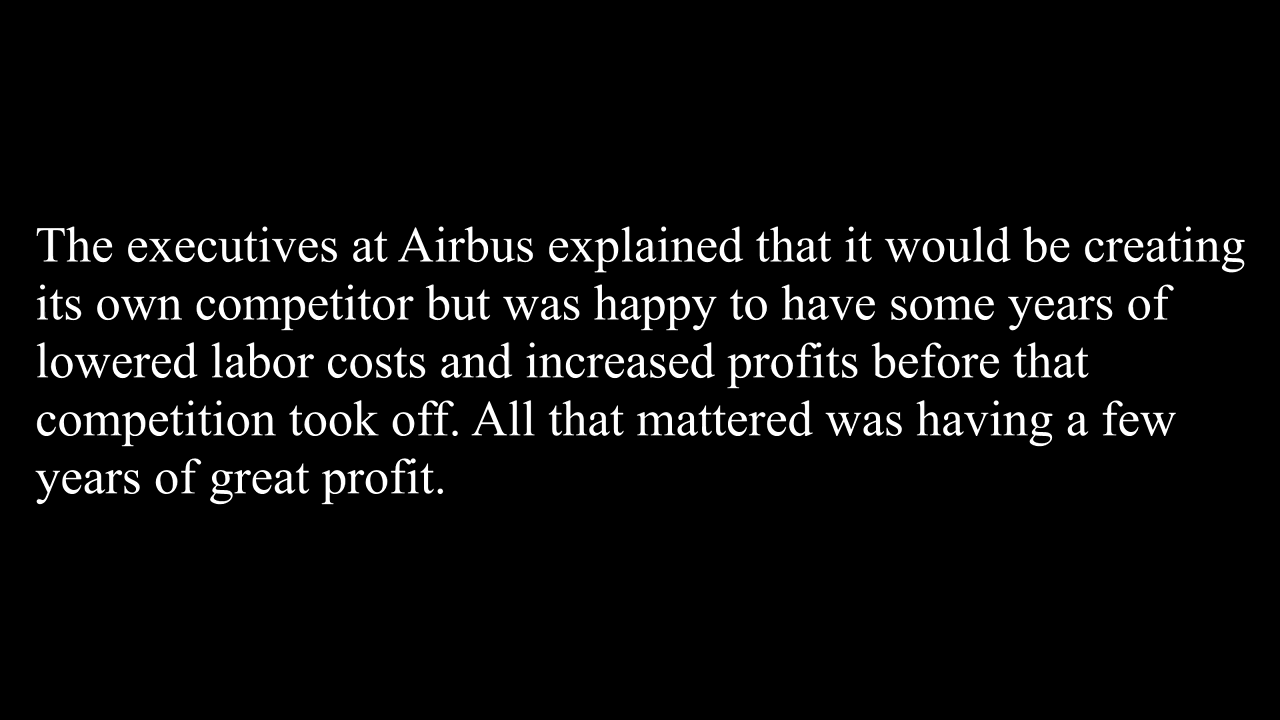 The executives at Airbus explained that it would be creating
its own competitor but was happy to have some years of
lowered labor costs and increased profits before that
competition took off. All that mattered was having a few
years of great profit.